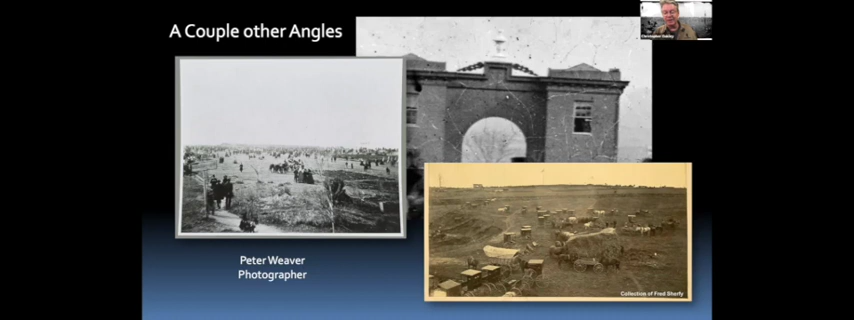 A Couple other Angles
Peter Weaver
Photographer
Collection of Fred Sherfy